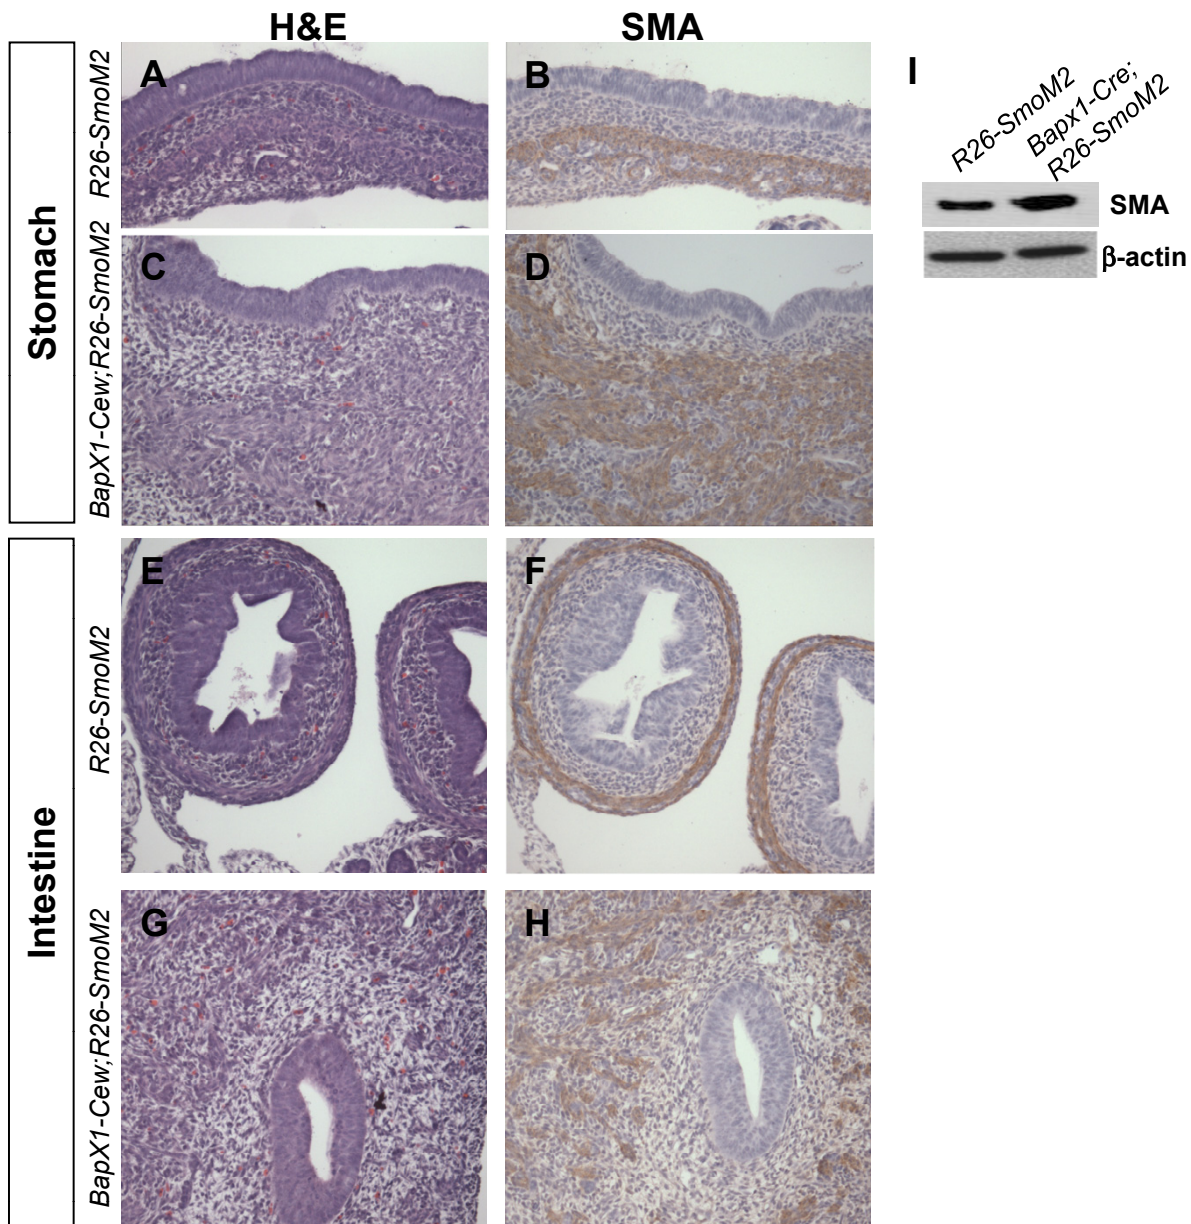 H&E
SMA
Stomach
R26-SmoM2
BapX1-Cew;R26-SmoM2
A
B
C
D
Intestine
R26-SmoM2
BapX1-Cew;R26-SmoM2
E
F
G
H
I
R26-SmoM2
Bapx1-Cre;
R26-SmoM2
SMA
β-actin